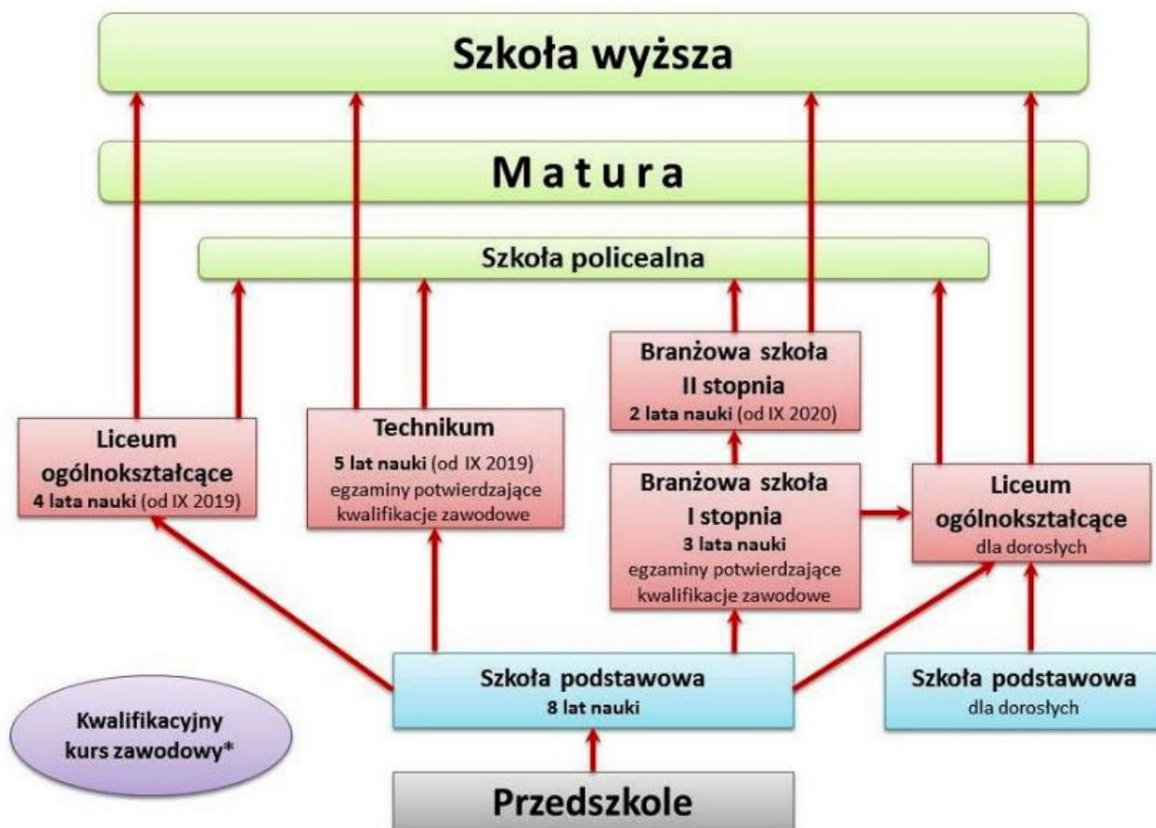 Szkoła wyższa
Matura
Szkoła policealna
Branżowa szkoła
II stopnia
2 lata nauki (od IX 2020)
Liceum
ogólnokształcące
4 lata nauki (od IX 2019)
Technikum
5 lat nauki (od IX 2019)
egzaminy potwierdzające
kwalifikacje zawodowe
Branżowa szkoła
I stopnia
3 lata nauki
egzaminy potwierdzające
kwalifikacje zawodowe
Liceum
ogólnokształcące
dla dorosłych
Szkoła podstawowa
8 lat nauki
Szkoła podstawowa
dla dorosłych
Kwalifikacyjny
kurs zawodowy*
Przedszkole